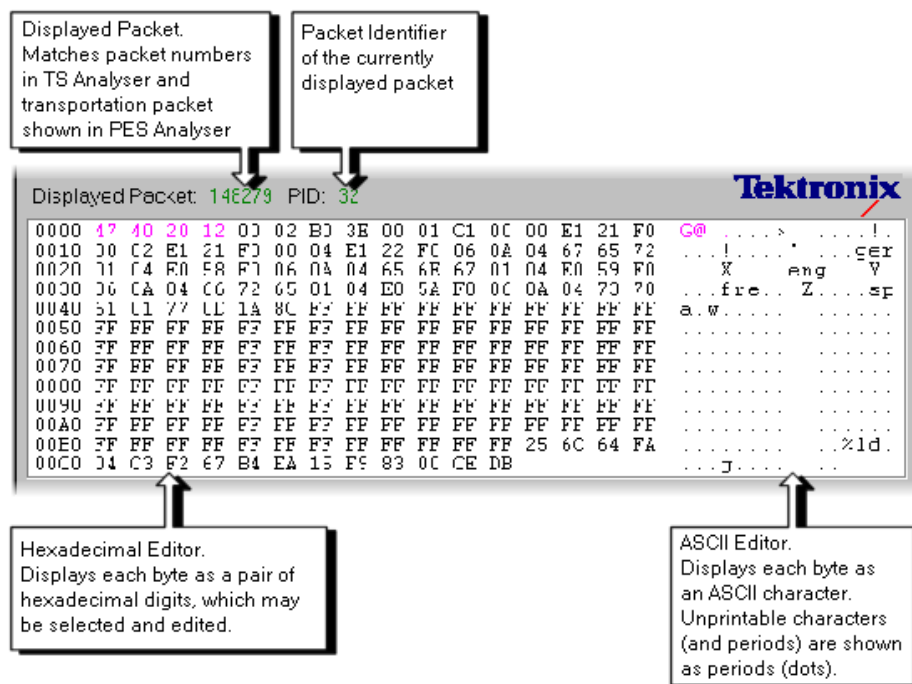 Displayed Packet.
Matches packet numbers
in TS Analyser and
transportation packet
shown in PES Analyser
Packet Identifier
of the currently
displayed packet
Displayed Packet: PID: 32
Tektronix
0000 47 40 20 12 00 02 B0 3E 00 01 C1 00 00 E1 21 F0 G@ . . . . > . . . . . ! .
0010 00 02 E1 21 F0 00 04 E1 22 F0 06 0A 04 67 65 72
0020 01 04 E0 58 F0 06 0A 04 65 6E 67 01 04 E0 59 F0 X eng Y
0030 06 0A 04 66 72 65 01 04 E0 5A F0 0A 04 73 70 ...fre.. Z....sp
0040 61 77 1A FF FF FF FF FF FF FF FF FF FF a.w.....
0050 FF FF FF FF FF FF FF FF FF FF FF FF FF FF FF FF ........ ......
0060 FF FF FF FF FF FF FF FF FF FF FF FF FF FF FF FF ........ ......
0070 FF FF FF FF FF FF FF FF FF FF FF FF FF FF FF FF ........ ......
FF FF FF FF FF FF FF FF FF FF FF FF FF FF FF FF ........ ......
0090 FF FF FF FF FF FF FF FF FF FF FF FF FF FF FF FF ........ ......
00A0 FF FF FF FF FF FF FF FF FF FF FF FF FF FF FF FF ........ ......
FF FF FF FF FF FF FF FF FF FF FF FF 25 6C 64 FA ........ ..%ld.
00C0 04 C3 F2 67 B4 EA 83 CE DB
Hexadecimal Editor.
Displays each byte as a pair of
hexadecimal digits, which may
be selected and edited.
ASCII Editor.
Displays each byte as
an ASCII character.
Unprintable characters
(and periods) are shown
as periods (dots).